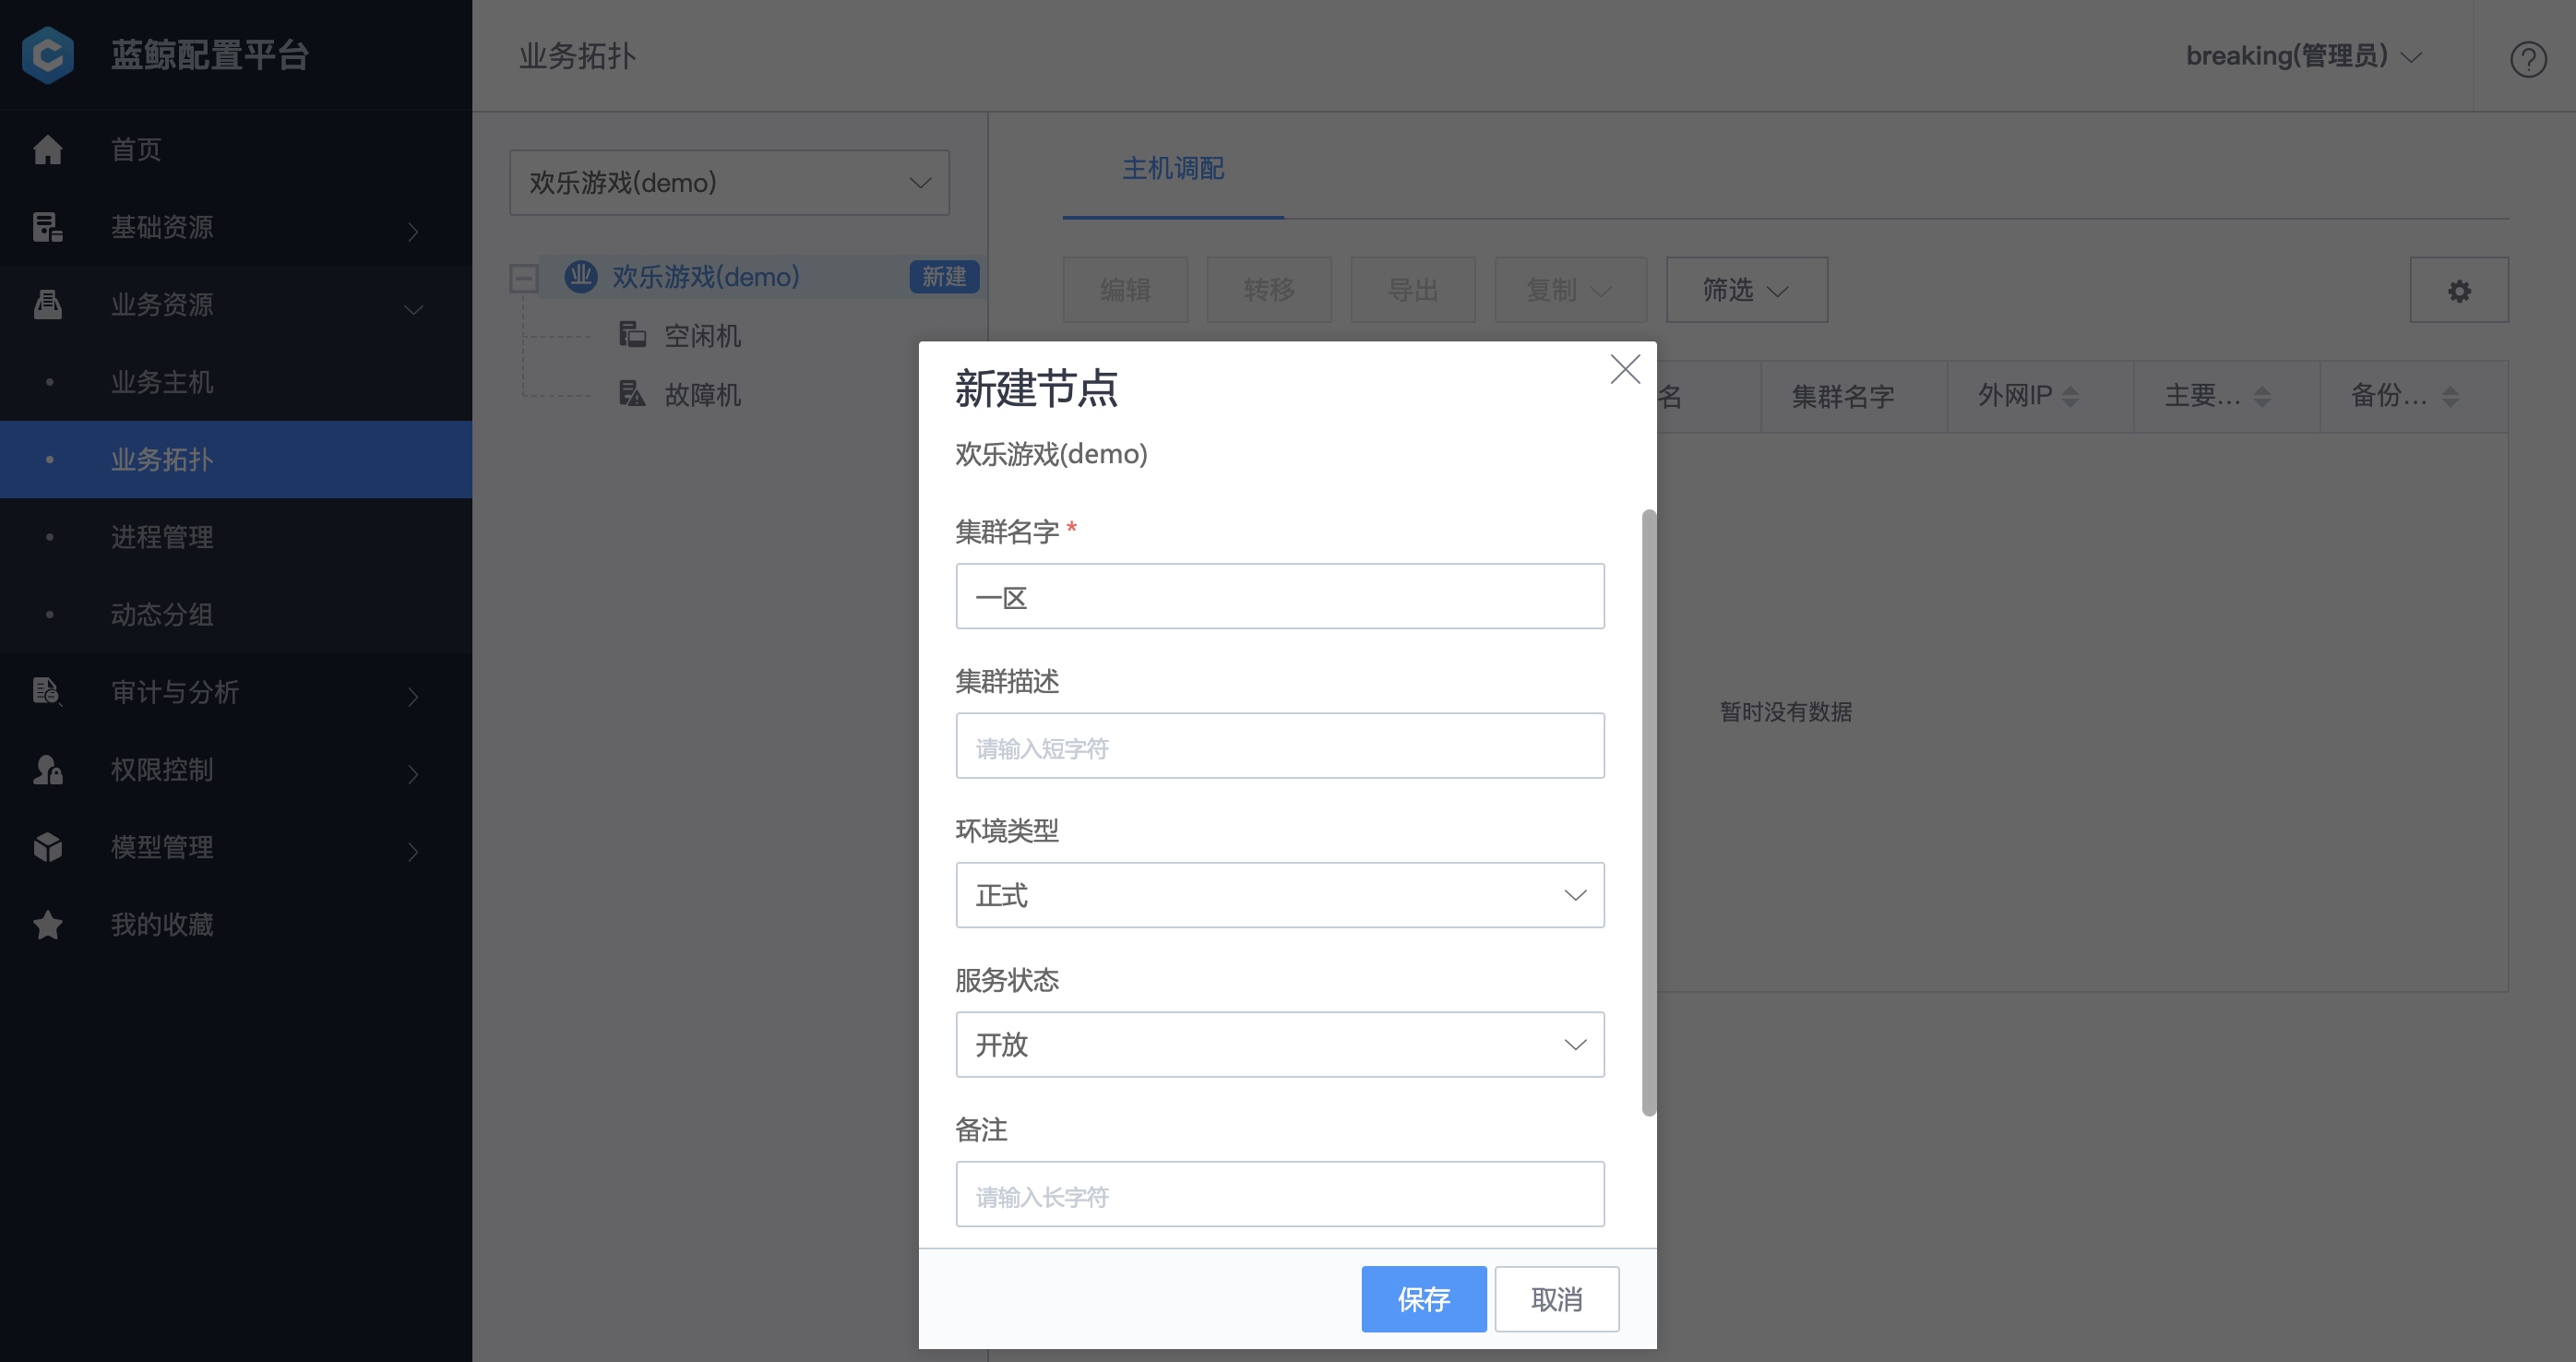 蓝鲸配置平台
业务拓扑
breaking(管理员)
首页
基础资源
业务资源
业务主机
业务拓扑
进程管理
动态分组
审计与分析
权限控制
模型管理
我的收藏
欢乐游戏(demo)
欢乐游戏(demo) 新建
空闲机
故障机
主机调配
编辑 转移 导出 复制 筛选
名 集群名字 外网IP 主要... 备份...
暂时没有数据
新建节点
欢乐游戏(demo)
集群名字 *
一区
集群描述
请输入短字符
环境类型
正式
服务状态
开放
备注
请输入长字符
保存 取消